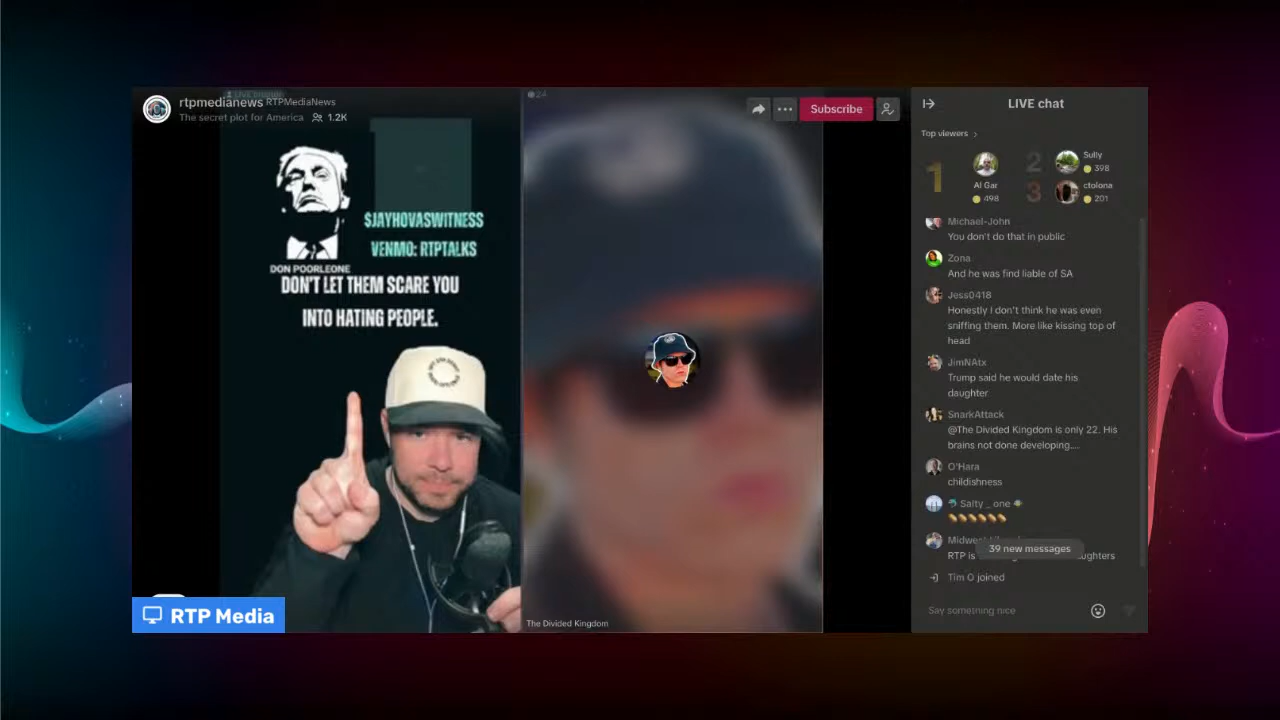 rtpmedianews RTPMediaNews
The secret plot for America 1.2K
24
Subscribe
$JAYHOVASWITNESS
VENMO: RTPTALKS
DON POORLEONE
DON'T LET THEM SCARE YOU
INTO HATING PEOPLE.
RTP Media
The Divided Kingdom
LIVE chat
Top viewers
1
Al Gar
498
2
Sully
398
3
ctolona
201
Michael-John
You don't do that in public
Zona
And he was find liable of SA
Jess0418
Honestly I don't think he was even
sniffing them. More like kissing top of
head
JimNAtx
Trump said he would date his
daughter
SnarkAttack
@The Divided Kingdom is only 22. His
brains not done developing....
O'Hara
childishness
Salty _ one
39 new messages
RTP is
Tim O joined
Say something nice